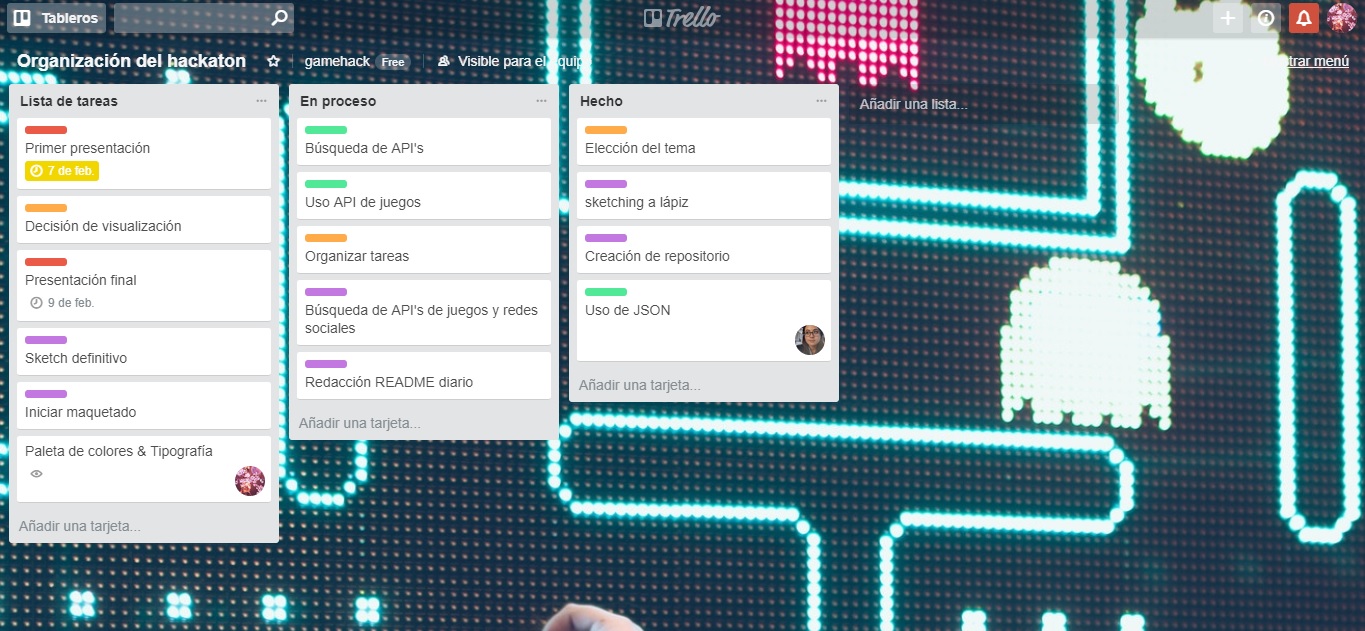 Tableros
Trello
Organización del hackaton
gamehack Free
Visible para el equip
trar menú
Lista de tareas
Primer presentación
7 de feb.
Decisión de visualización
Presentación final
9 de feb.
Sketch definitivo
Iniciar maquetado
Paleta de colores & Tipografía
Añadir una tarjeta...
En proceso
Búsqueda de API's
Uso API de juegos
Organizar tareas
Búsqueda de API's de juegos y redes
sociales
Redacción README diario
Añadir una tarjeta...
Hecho
Elección del tema
sketching a lápiz
Creación de repositorio
Uso de JSON
Añadir una tarjeta...
Añadir una lista...